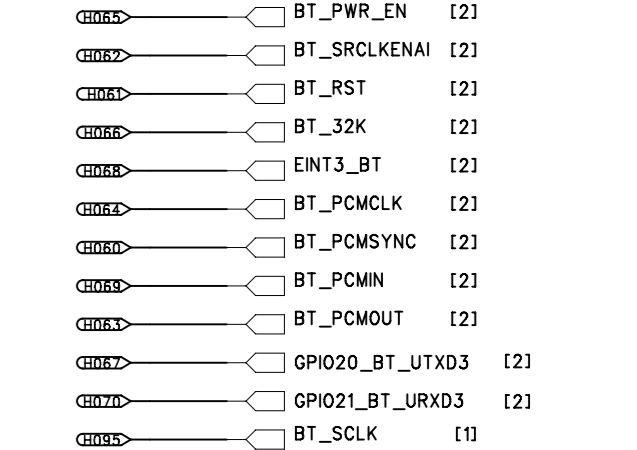 H065 BT_PWR_EN [2]
H062 BT_SRCLKENAI [2]
H061 BT_RST [2]
H066 BT_32K [2]
H068 EINT3_BT [2]
H064 BT_PCMCLK [2]
H060 BT_PCMSYNC [2]
H069 BT_PCMIN [2]
H063 BT_PCMOUT [2]
H067 GPIO20_BT_UTXD3 [2]
H070 GPIO21_BT_URXD3 [2]
H095 BT_SCLK [1]